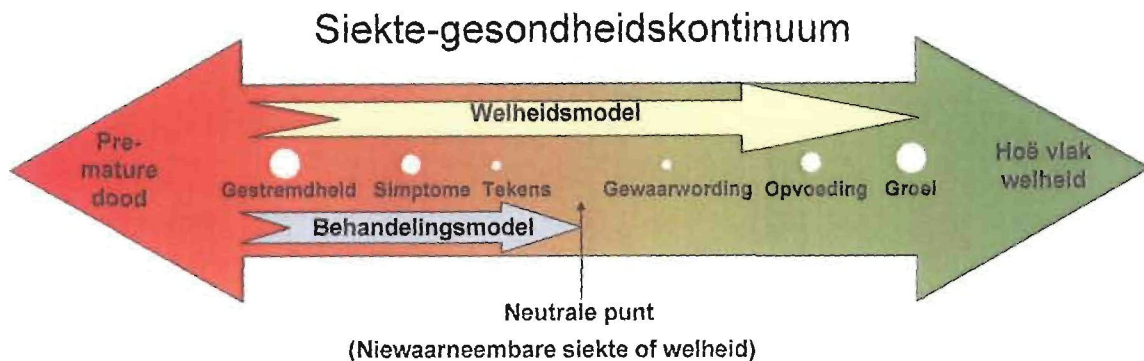 Siekte-gesondheidskontinuum
Welheidsmodel
Pre-
mature
dood
Gestremdheid Simptome Tekens Gewaarwording Opvoeding Groei
Hoë vlak
welheid
Behandelingsmodel
Neutrale punt
(Niewaarneembare siekte of welheid)